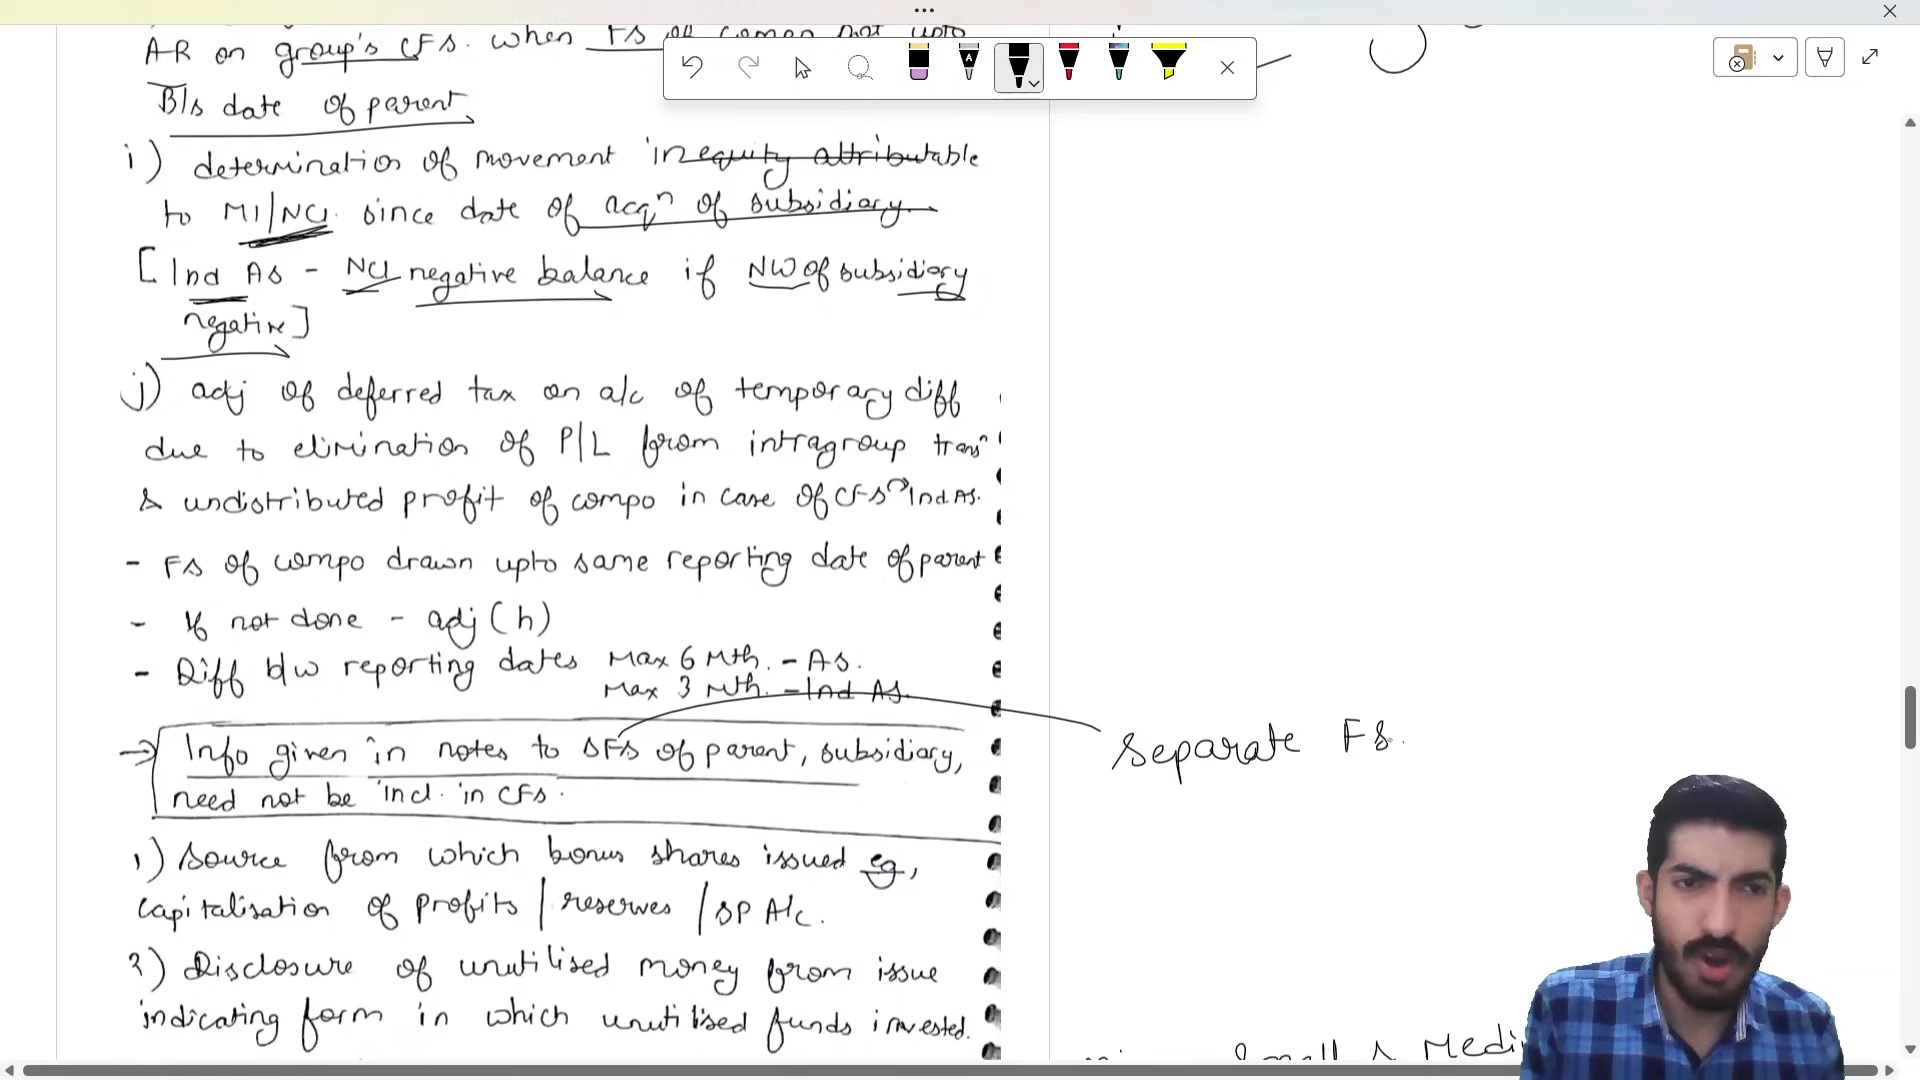 A-R on group's CFS. when FS of compo not upto
B/s date of parent
i) determination of movement in equity attributable
to MI/NCI. since date of acqn of subsidiary.
[Ind AS - NCI negative balance if NW of subsidiary
negative]
j) adj of deferred tax on a/c of temporary diff
due to elimination of P/L from intragroup transn
& undistributed profit of compo in case of CFS Ind AS.
- FS of compo drawn upto same reporting date of parent
- If not done - adj (h)
- Diff b/w reporting dates Max 6 Mth. - AS.
Max 3 Mth. - Ind AS.
→ Info given in notes to SFS of parent, subsidiary,
need not be incl. in CFS.
Separate FS.
1) Source from which bonus shares issued eg,
capitalisation of profits / reserves / SP A/c.
2) Disclosure of unutilised money from issue
indicating form in which unutilised funds invested.
Small & Medi